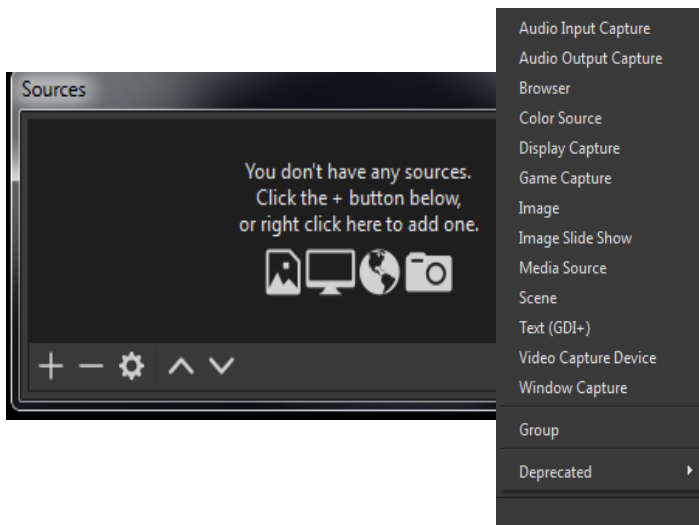 Sources
You don't have any sources.
Click the + button below,
or right click here to add one.
Audio Input Capture
Audio Output Capture
Browser
Color Source
Display Capture
Game Capture
Image
Image Slide Show
Media Source
Scene
Text (GDI+)
Video Capture Device
Window Capture
Group
Deprecated